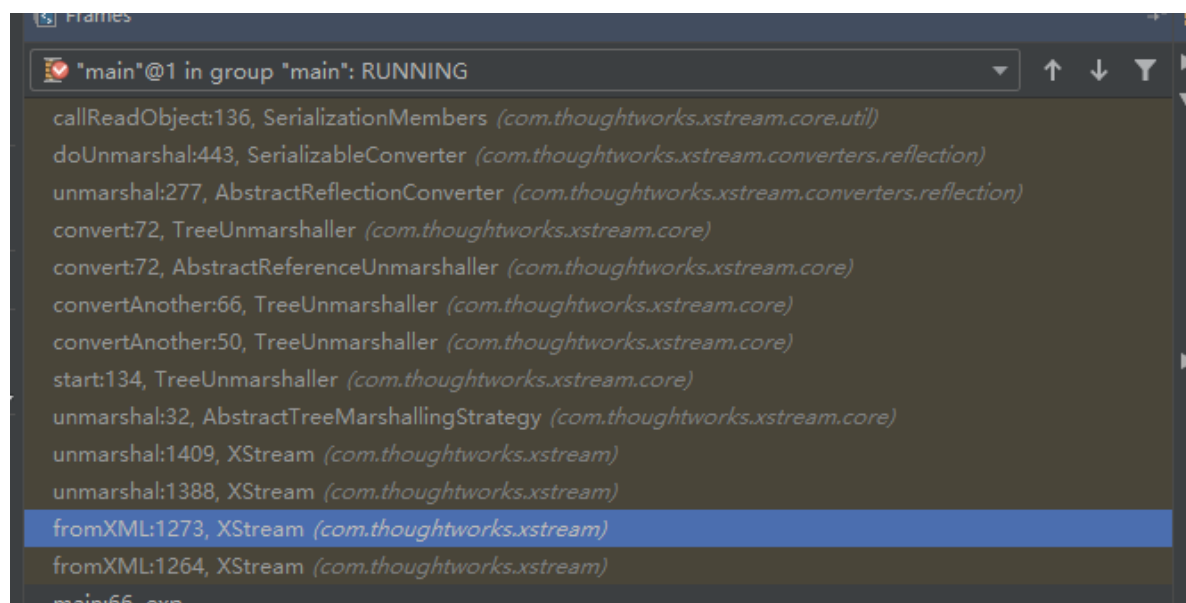 Frames
"main"@1 in group "main": RUNNING
callReadObject:136, SerializationMembers (com.thoughtworks.xstream.core.util)
doUnmarshal:443, SerializableConverter (com.thoughtworks.xstream.converters.reflection)
unmarshal:277, AbstractReflectionConverter (com.thoughtworks.xstream.converters.reflection)
convert:72, TreeUnmarshaller (com.thoughtworks.xstream.core)
convert:72, AbstractReferenceUnmarshaller (com.thoughtworks.xstream.core)
convertAnother:66, TreeUnmarshaller (com.thoughtworks.xstream.core)
convertAnother:50, TreeUnmarshaller (com.thoughtworks.xstream.core)
start:134, TreeUnmarshaller (com.thoughtworks.xstream.core)
unmarshal:32, AbstractTreeMarshallingStrategy (com.thoughtworks.xstream.core)
unmarshal:1409, XStream (com.thoughtworks.xstream)
unmarshal:1388, XStream (com.thoughtworks.xstream)
fromXML:1273, XStream (com.thoughtworks.xstream)
fromXML:1264, XStream (com.thoughtworks.xstream)
main:66, exp